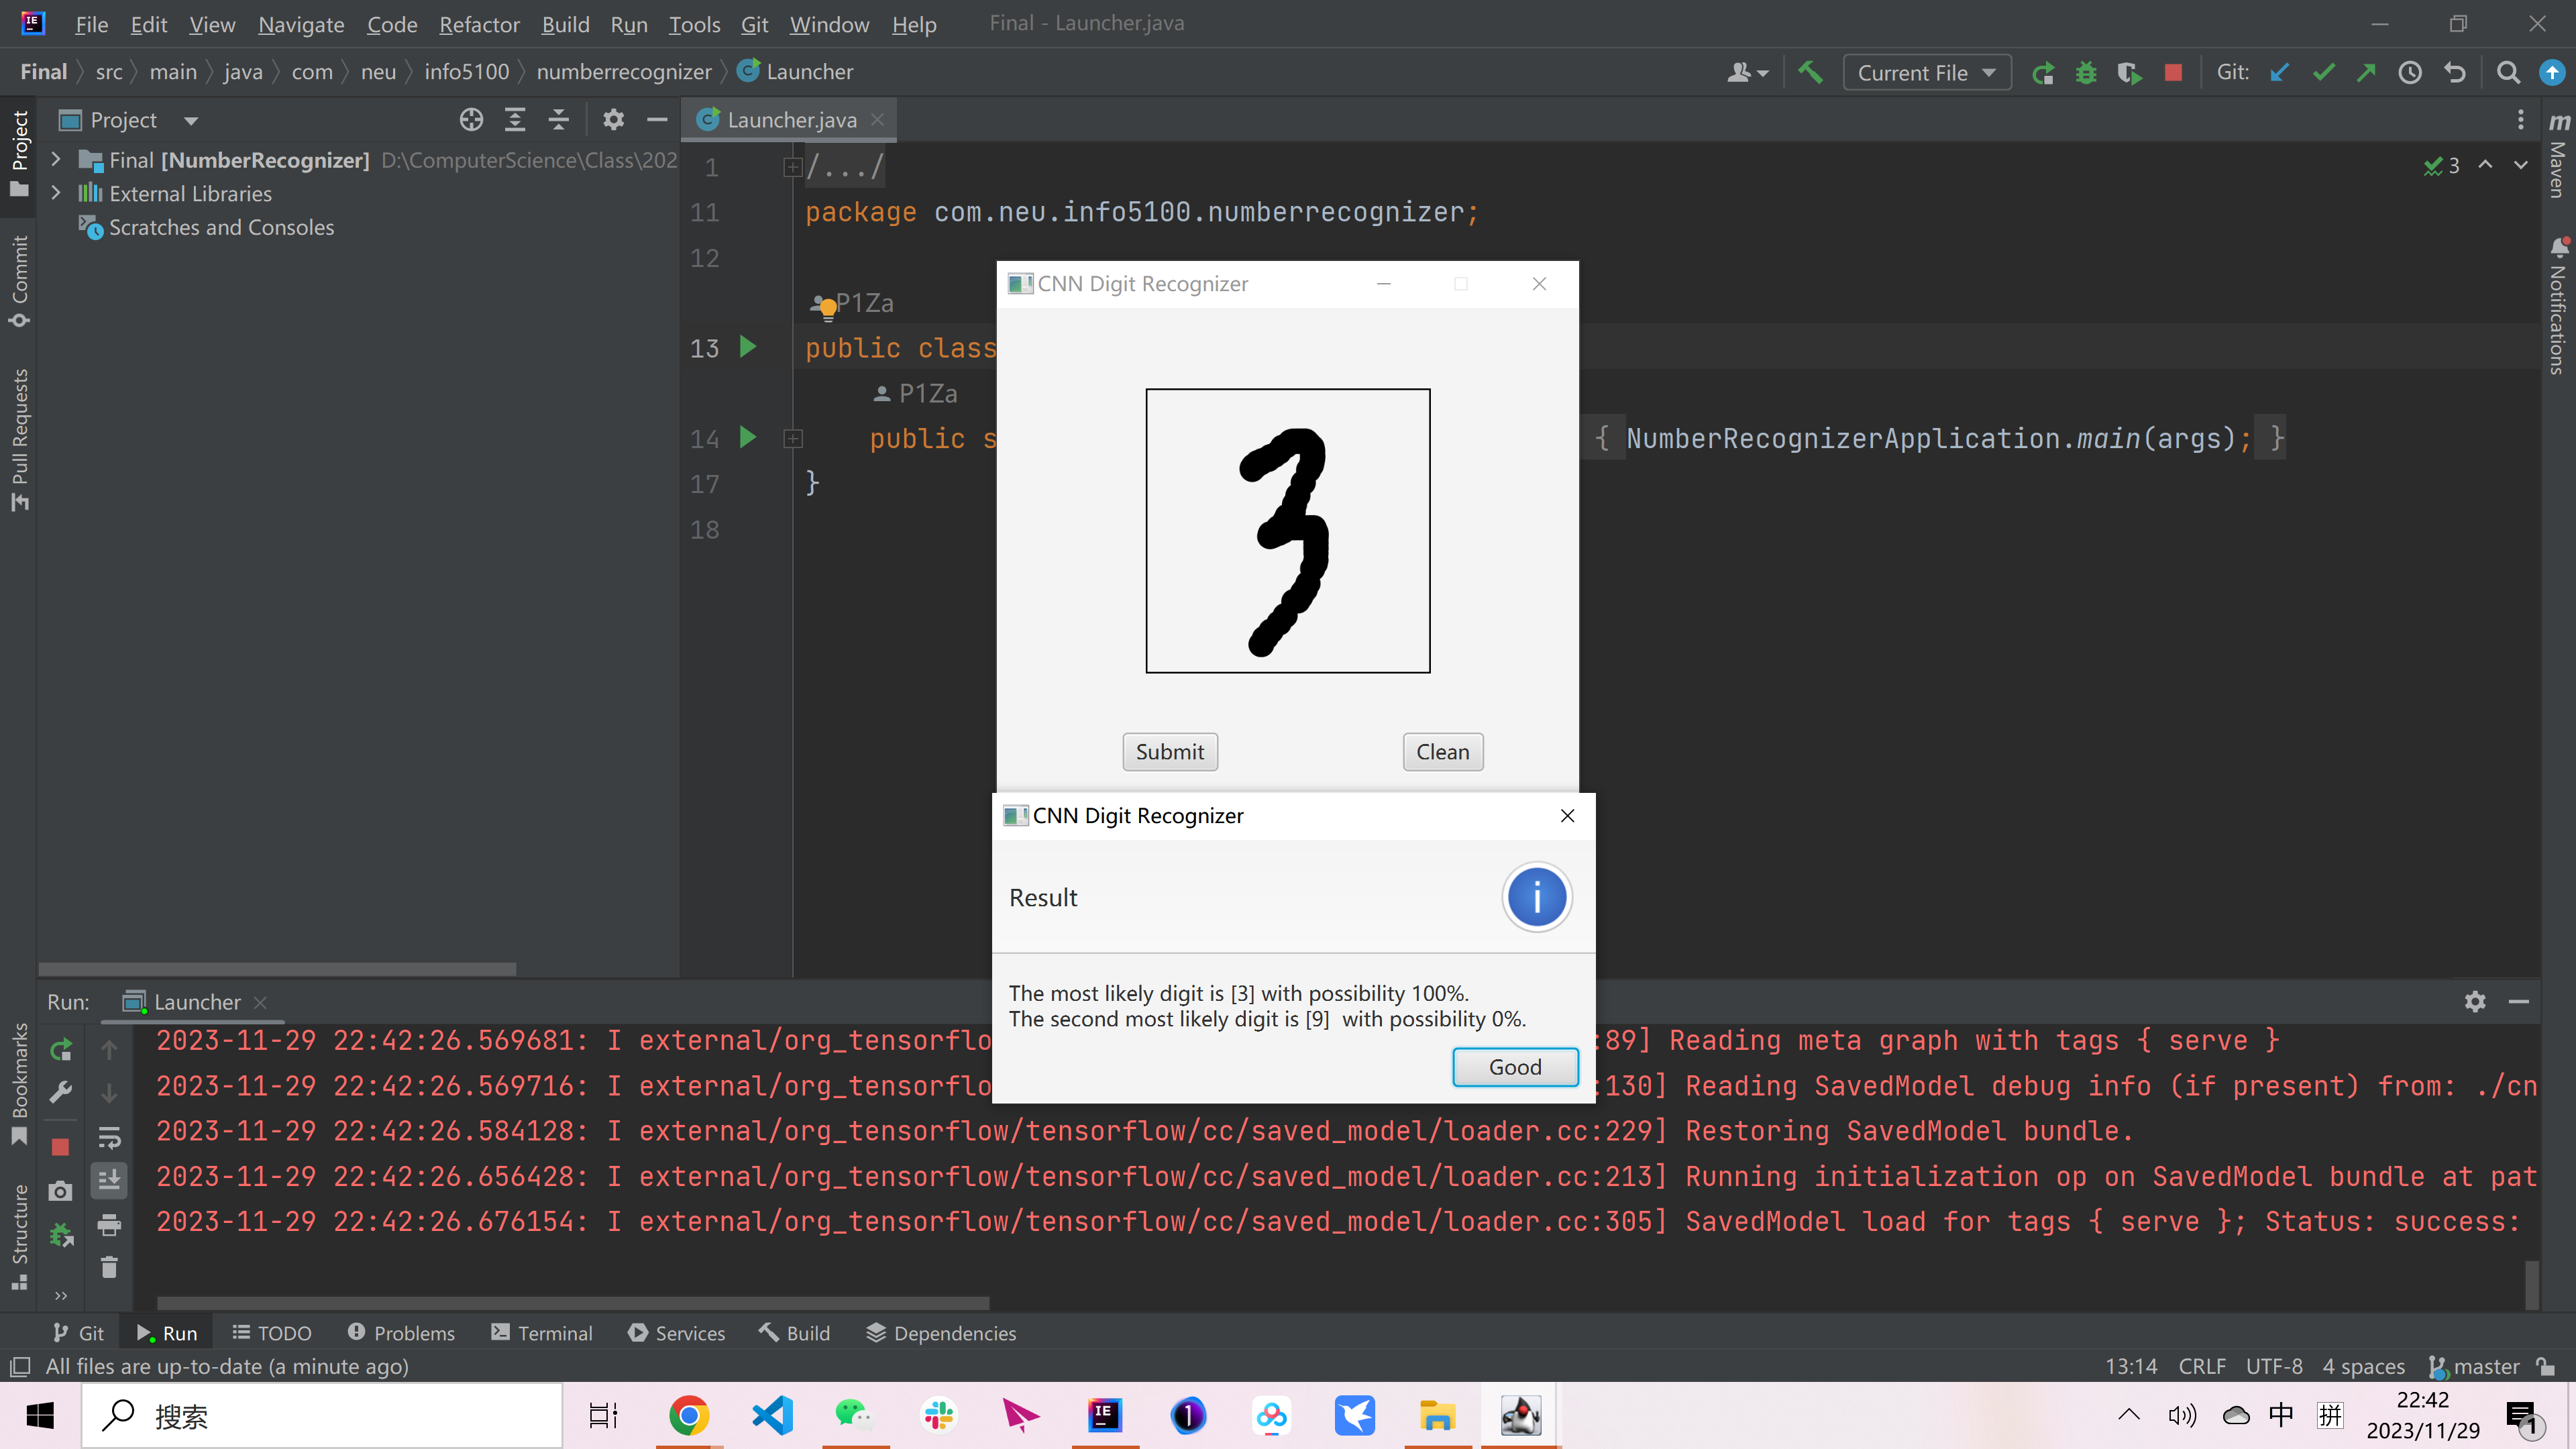 File Edit View Navigate Code Refactor Build Run Tools Git Window Help Final - Launcher.java
Final src main java com neu info5100 numberrecognizer Launcher Current File Git:
Project
Launcher.java
Final [NumberRecognizer] D:\ComputerScience\Class\202
External Libraries
Scratches and Consoles
Project
Commit
Pull Requests
Bookmarks
Structure
Maven
Notifications
3
1 /.../
11 package com.neu.info5100.numberrecognizer;
12
P1Za
13 public class
P1Za
14 public s { NumberRecognizerApplication.main(args); }
17 }
18
CNN Digit Recognizer
3
Submit Clean
CNN Digit Recognizer
Result
The most likely digit is [3] with possibility 100%.
The second most likely digit is [9] with possibility 0%.
Good
Run: Launcher
2023-11-29 22:42:26.569681: I external/org_tensorflo :89] Reading meta graph with tags { serve }
2023-11-29 22:42:26.569716: I external/org_tensorflo :130] Reading SavedModel debug info (if present) from: ./cn
2023-11-29 22:42:26.584128: I external/org_tensorflow/tensorflow/cc/saved_model/loader.cc:229] Restoring SavedModel bundle.
2023-11-29 22:42:26.656428: I external/org_tensorflow/tensorflow/cc/saved_model/loader.cc:213] Running initialization op on SavedModel bundle at pat
2023-11-29 22:42:26.676154: I external/org_tensorflow/tensorflow/cc/saved_model/loader.cc:305] SavedModel load for tags { serve }; Status: success:
Git Run TODO Problems Terminal Services Build Dependencies
All files are up-to-date (a minute ago) 13:14 CRLF UTF-8 4 spaces master
搜索
中 拼
22:42
2023/11/29
1